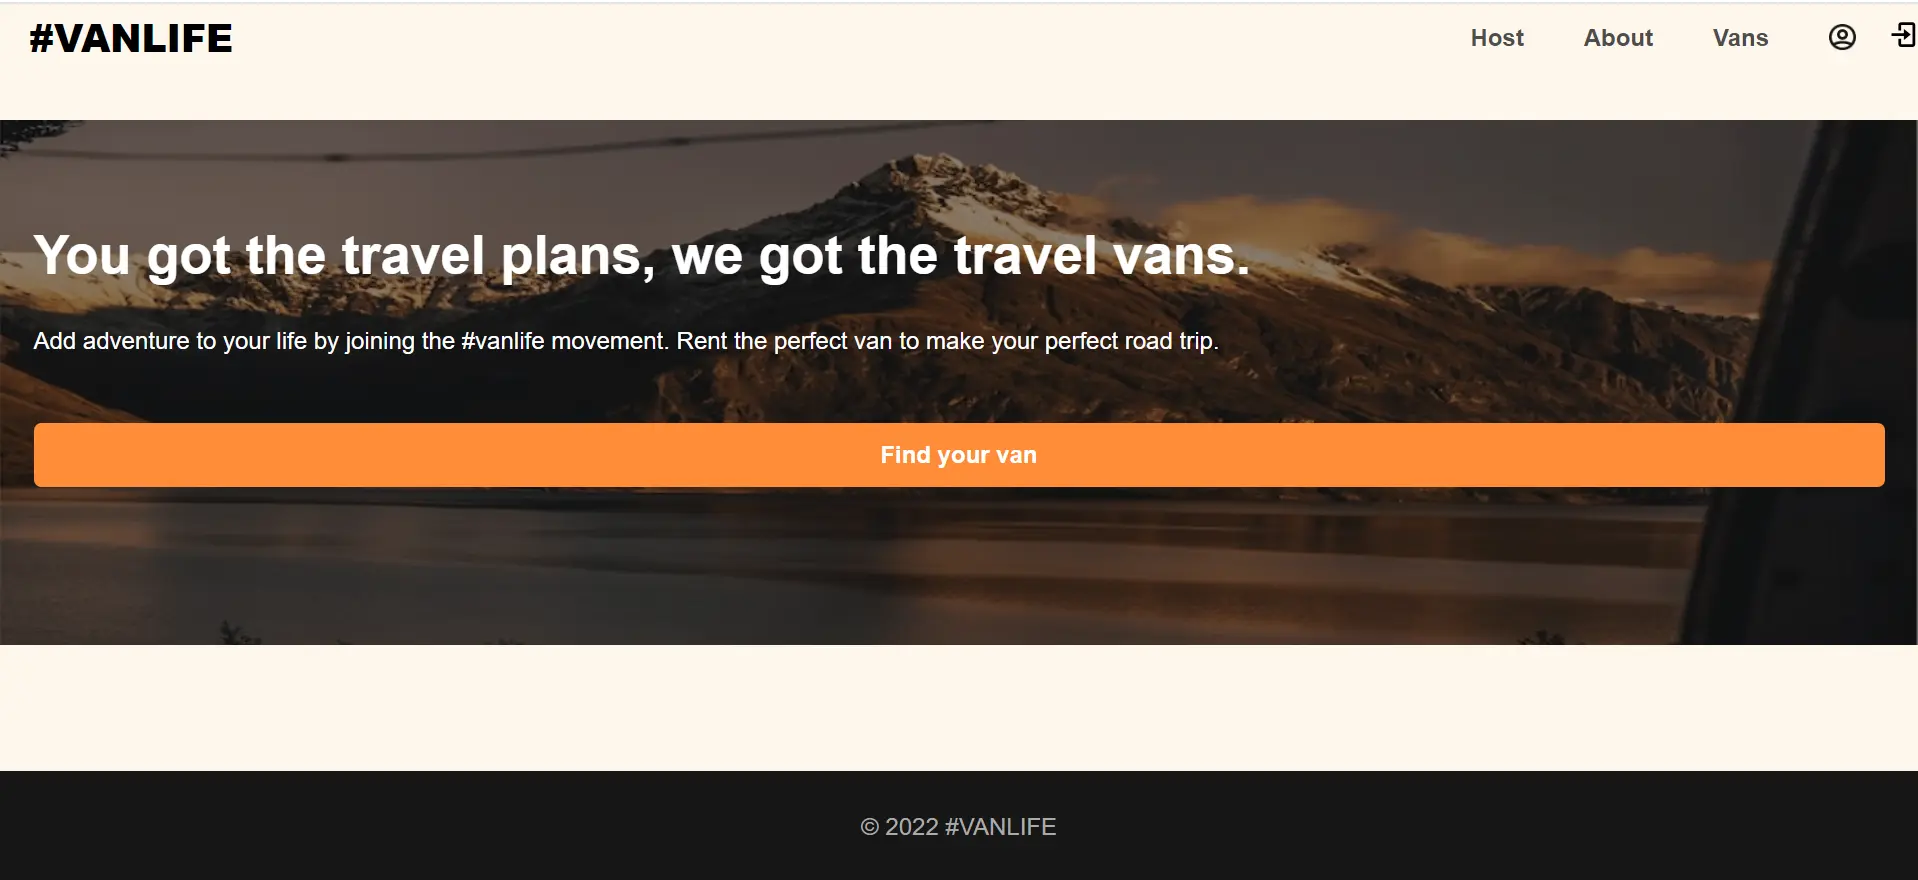 #VANLIFE
Host About Vans
You got the travel plans, we got the travel vans.
Add adventure to your life by joining the #vanlife movement. Rent the perfect van to make your perfect road trip.
Find your van
© 2022 #VANLIFE